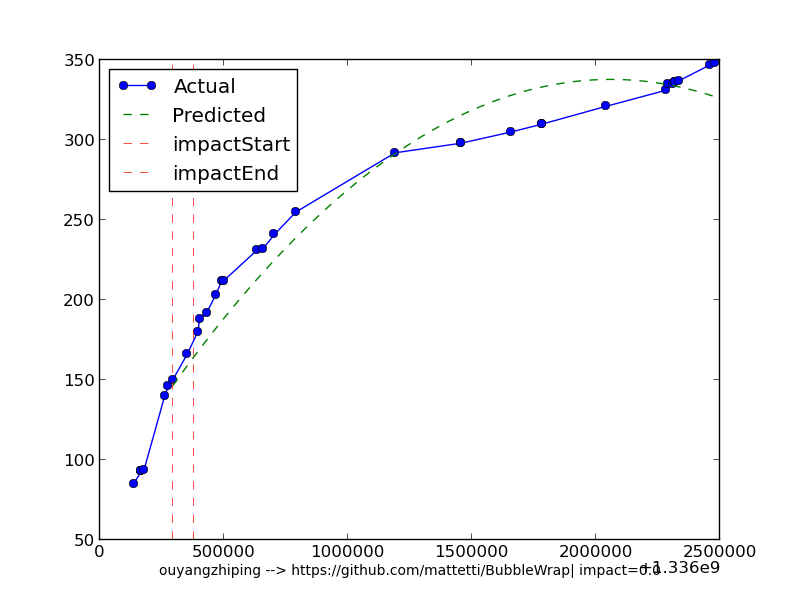 350
300
250
200
150
100
50
Actual
Predicted
impactStart
impactEnd
0 500000 1000000 1500000 2000000 2500000
+1.336e9
ouyangzhiping --> https://github.com/mattetti/BubbleWrap| impact=0.0